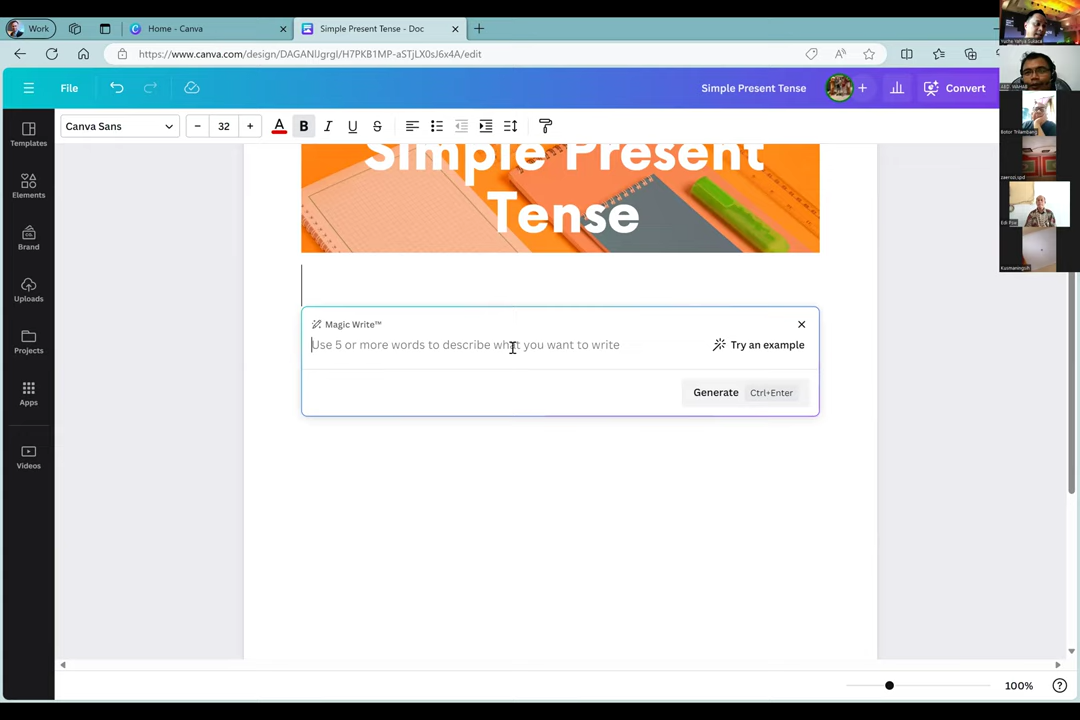 Work
Home - Canva
Simple Present Tense - Doc
https://www.canva.com/design/DAGANlJgrgI/H7PKB1MP-aSTjLX0sJ6x4A/edit
File
Simple Present Tense
Convert
Canva Sans
32
A
B
I
U
S
Templates
Elements
Brand
Uploads
Projects
Apps
Videos
Simple Present
Tense
Magic Write™
Use 5 or more words to describe what you want to write
Try an example
Generate Ctrl+Enter
100%